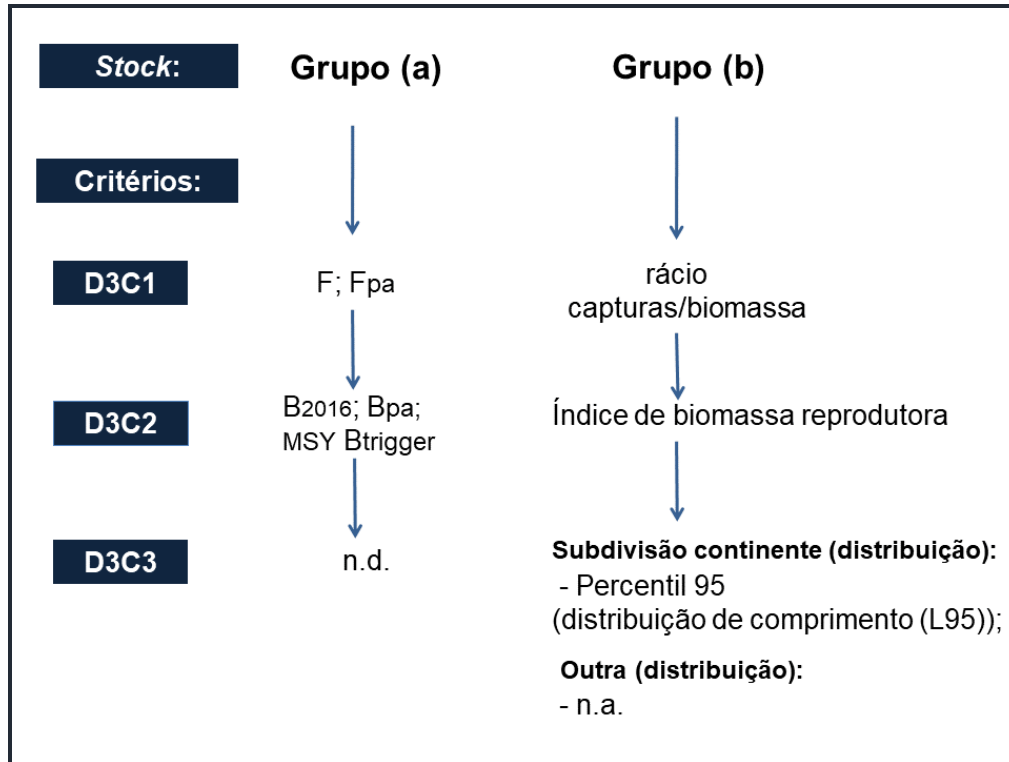 Stock:
Grupo (a)
Grupo (b)
Critérios:
D3C1
F; Fpa
rácio
capturas/biomassa
D3C2
B2016; Bpa;
MSY Btrigger
Índice de biomassa reprodutora
D3C3
n.d.
Subdivisão continente (distribuição):
- Percentil 95
(distribuição de comprimento (L95));
Outra (distribuição):
- n.a.